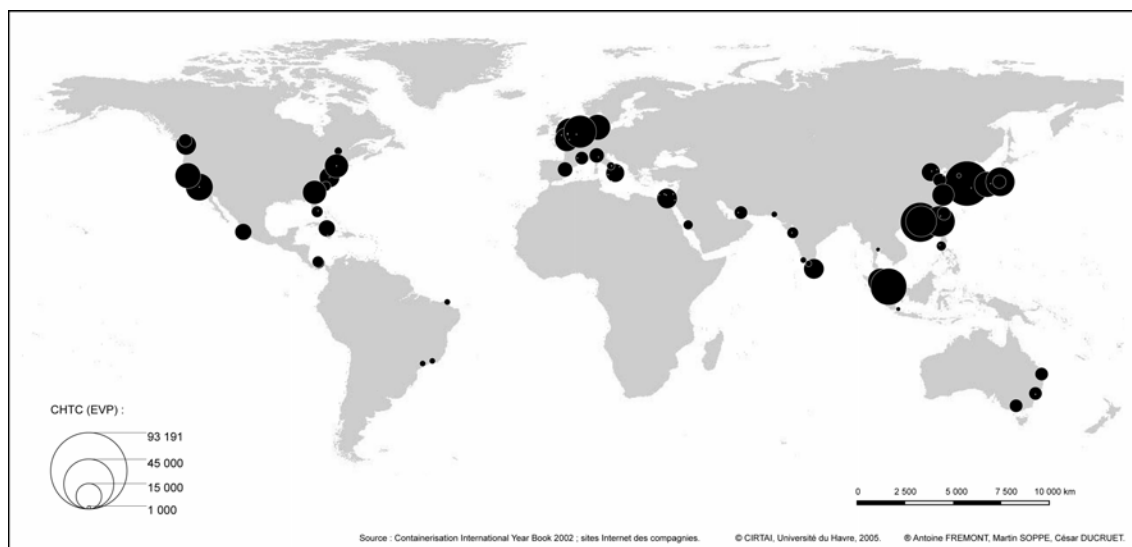 CHTC (EVP) :
93 191
45 000
15 000
1 000
0 2 500 5 000 7 500 10 000 km
Source : Containerisation International Year Book 2002 ; sites Internet des compagnies. © CIRTAI, Université du Havre, 2005. ® Antoine FREMONT, Martin SOPPE, César DUCRUET.